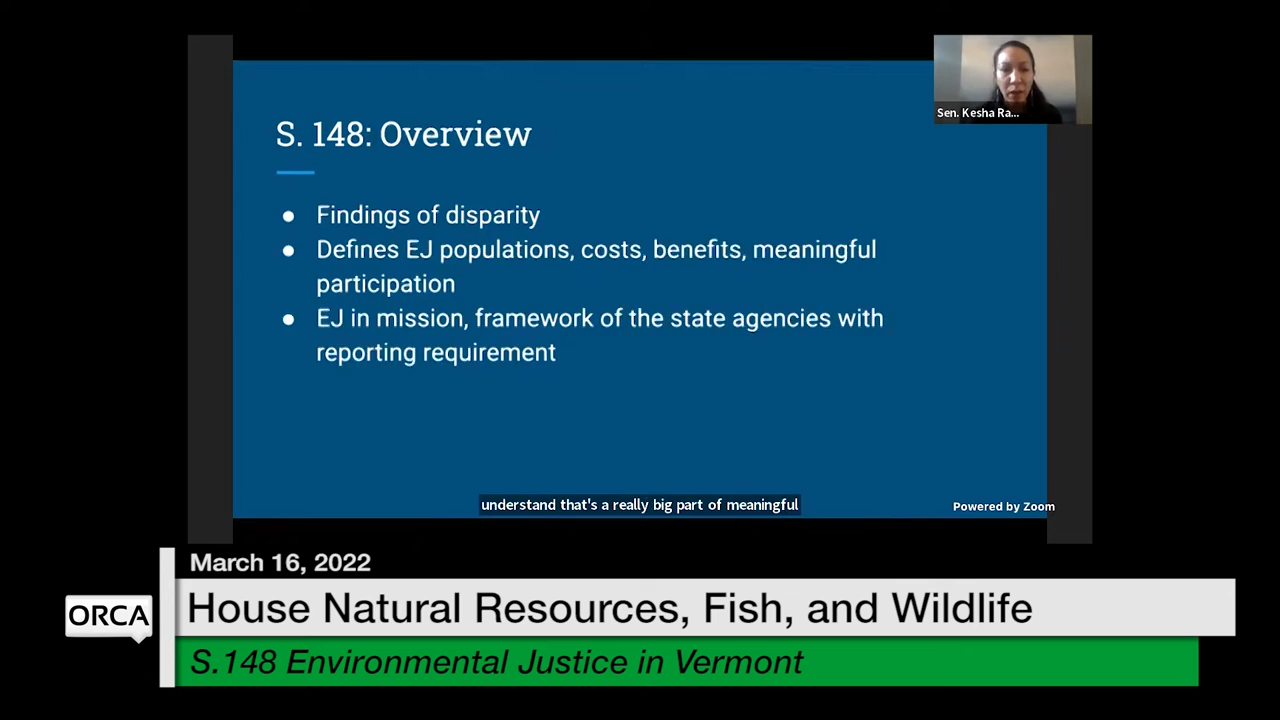 Sen. Kesha Ra...
S. 148: Overview
● Findings of disparity
● Defines EJ populations, costs, benefits, meaningful
participation
● EJ in mission, framework of the state agencies with
reporting requirement
understand that's a really big part of meaningful
Powered by Zoom
March 16, 2022
ORCA
House Natural Resources, Fish, and Wildlife
S.148 Environmental Justice in Vermont